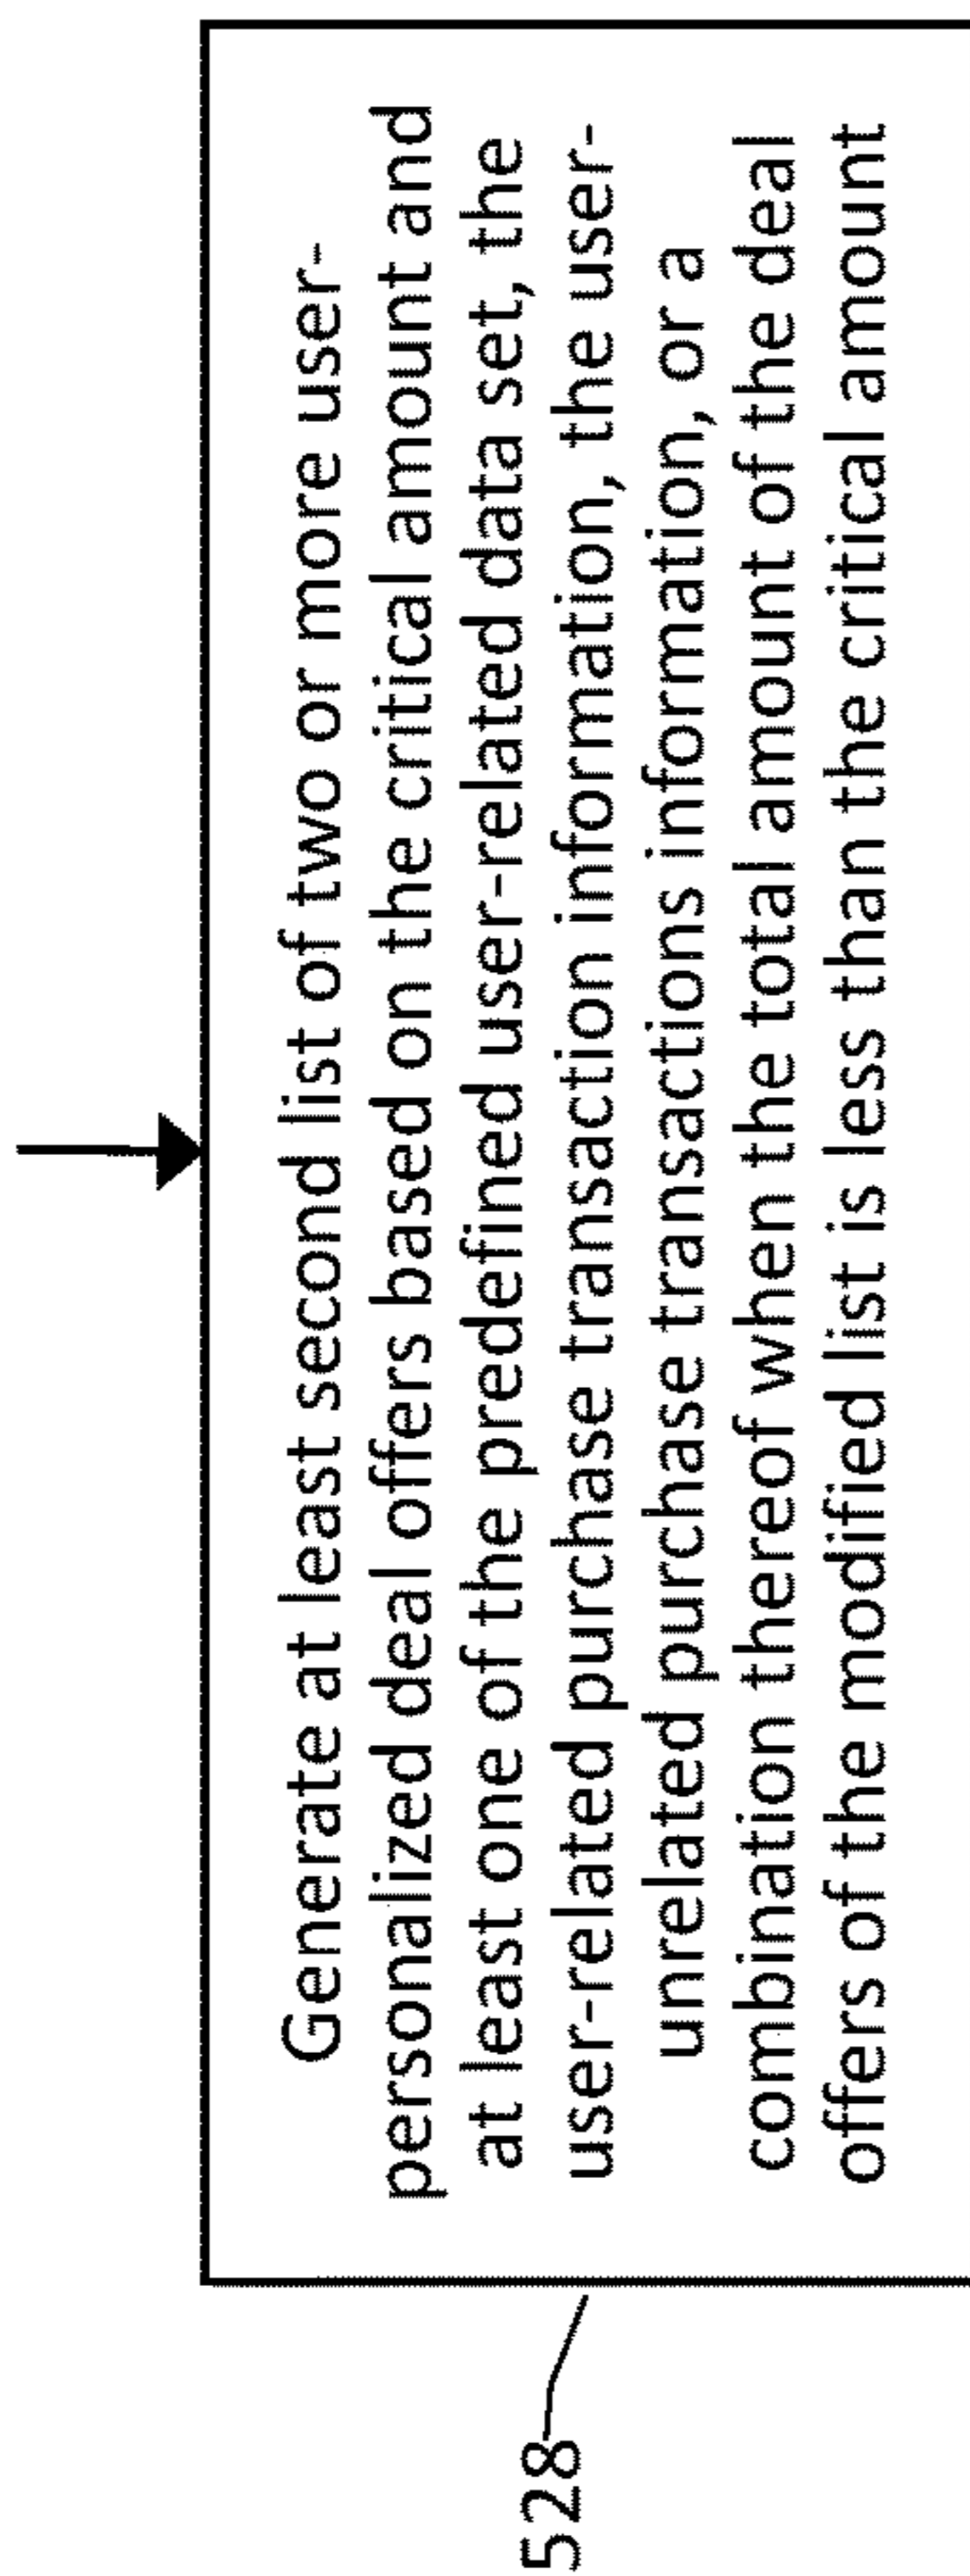 Generate at least second list of two or more user-
personalized deal offers based on the critical amount and
at least one of the predefined user-related data set, the
user-related purchase transaction information, the user-
unrelated purchase transactions information, or a
combination thereof when the total amount of the deal
offers of the modified list is less than the critical amount
528